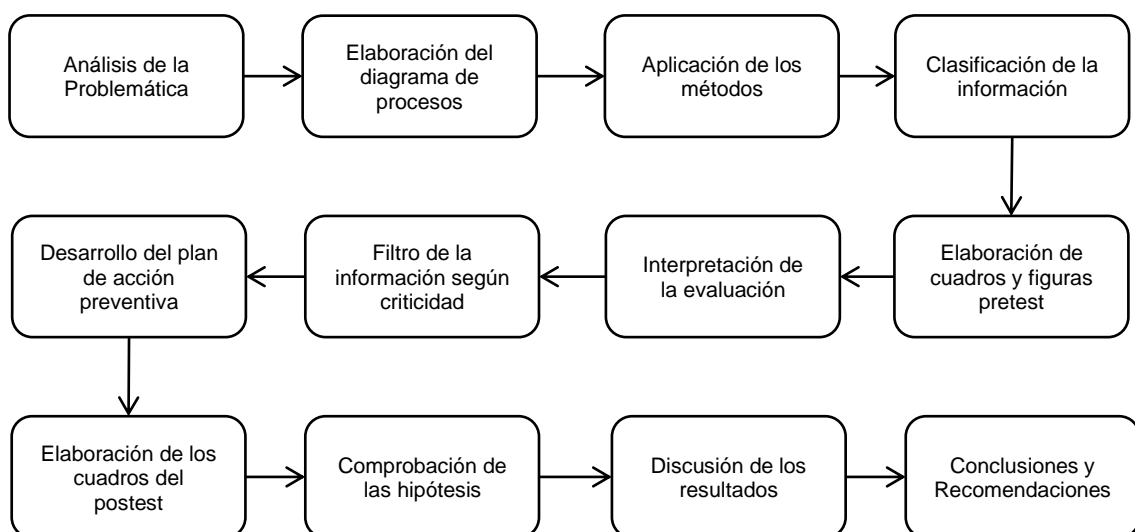 Análisis de la
Problemática
Elaboración del
diagrama de
procesos
Aplicación de los
métodos
Clasificación de la
información
Elaboración de
cuadros y figuras
pretest
Interpretación de
la evaluación
Filtro de la
información según
criticidad
Desarrollo del plan
de acción
preventiva
Elaboración de los
cuadros del
postest
Comprobación de
las hipótesis
Discusión de los
resultados
Conclusiones y
Recomendaciones